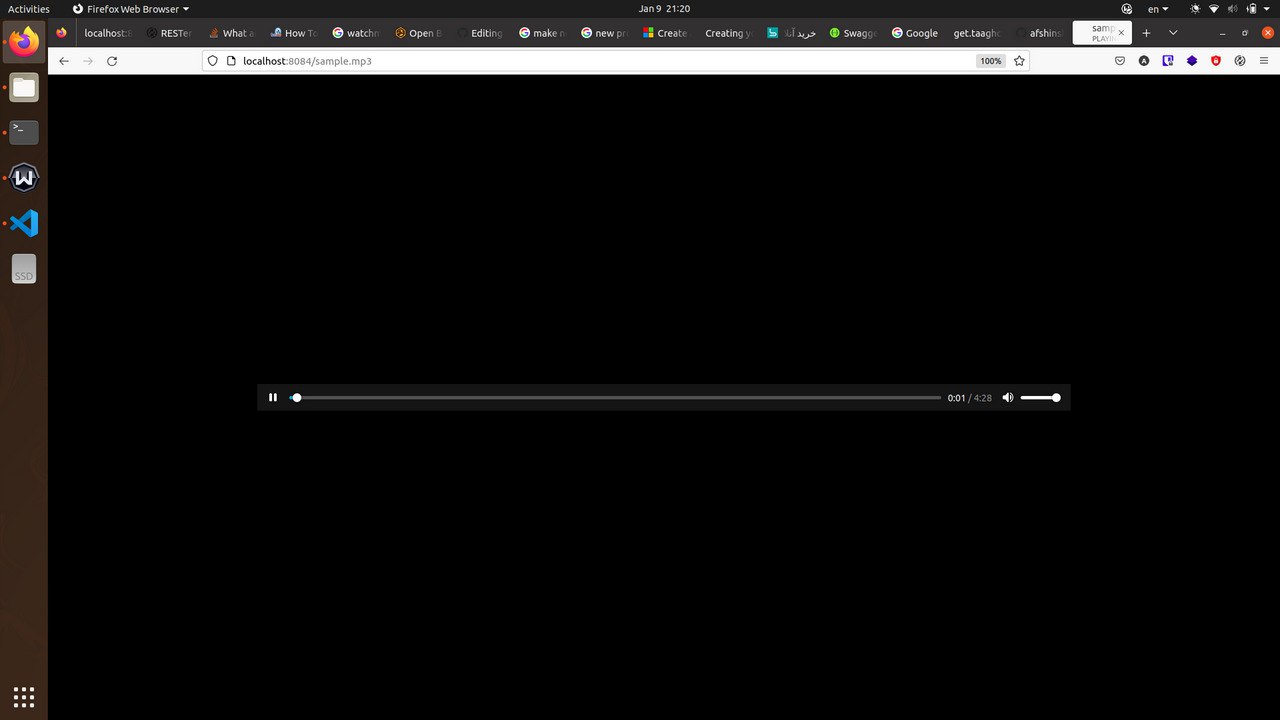 Activities
Firefox Web Browser
Jan 9 21:20
en
localhost:8
RESTer
What a
How To
watchm
Open B
Editing
make
new pr
Create
Creating yo
خرید آبلا
Swagg
Google
get.taagh
afshins
samp
PLAYIN
localhost:8084/sample.mp3
100%
0:01 / 4:28
SSD